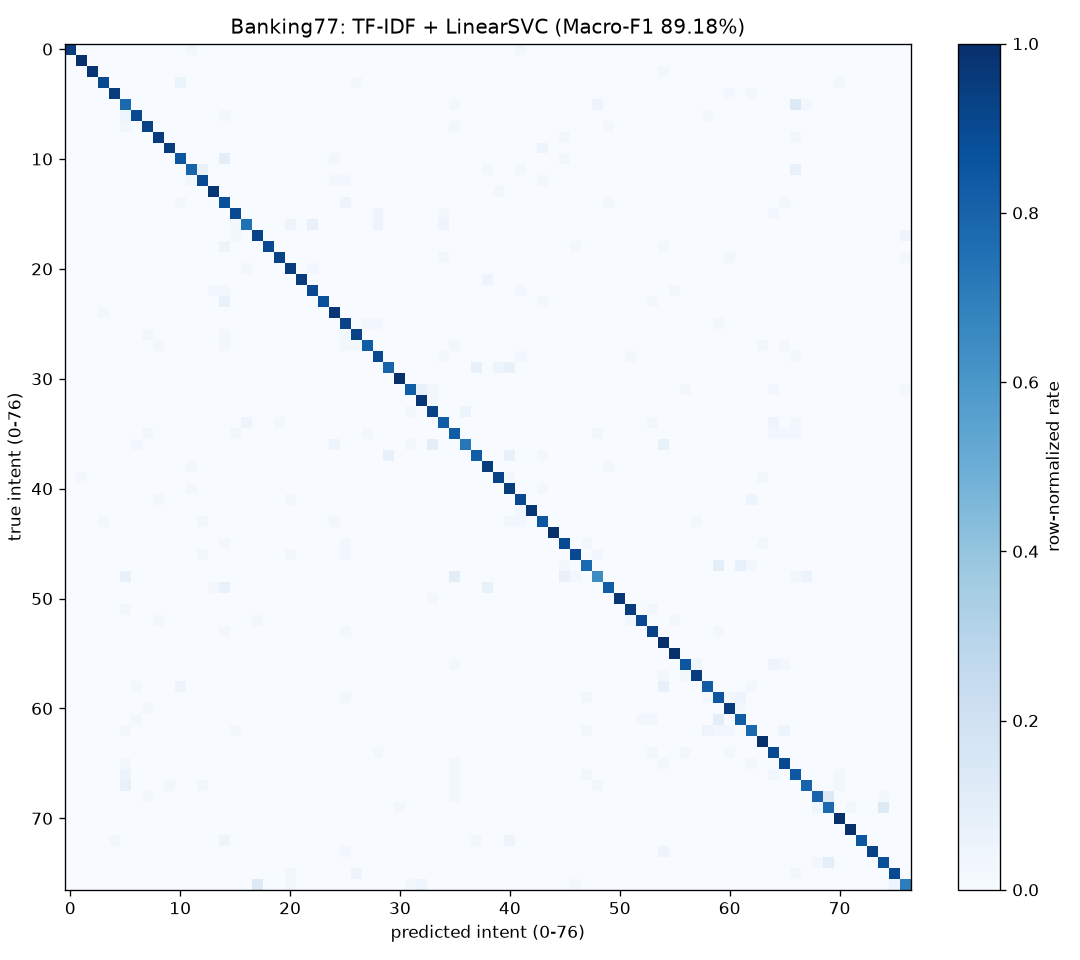 Banking77: TF-IDF + LinearSVC (Macro-F1 89.18%)
true intent (0-76)
0
10
20
30
40
50
60
70
0 10 20 30 40 50 60 70
predicted intent (0-76)
1.0
0.8
0.6
0.4
0.2
0.0
row-normalized rate